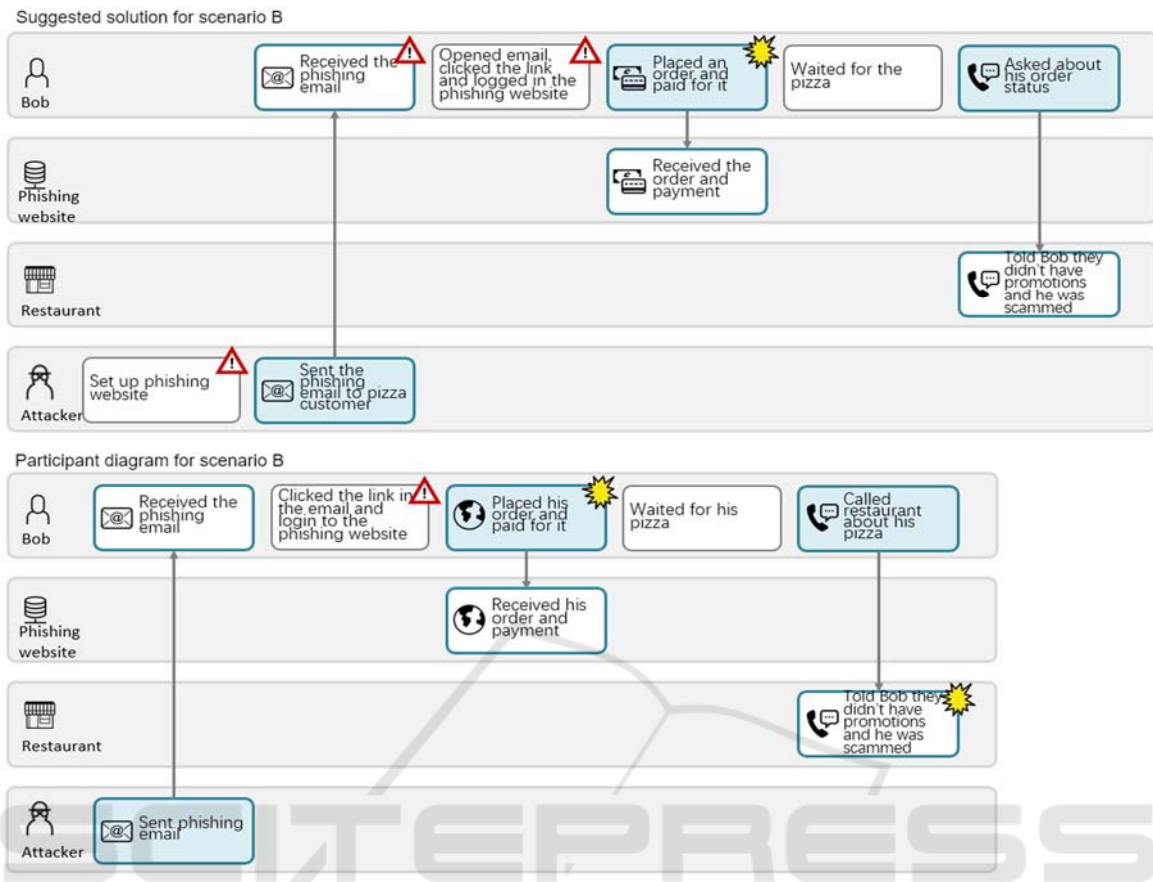 Suggested solution for scenario B
Bob
Received the
phishing
email
!
Opened email,
clicked the link
and logged in the
phishing website
!
Placed an
order and
paid for it
Waited for the
pizza
Asked about
his order
status
Phishing
website
Received the
order and
payment
Restaurant
Told Bob they
didn't have
promotions
and he was
scammed
Attacker
Set up phishing
website
!
@
Sent the
phishing
email to pizza
customer
Participant diagram for scenario B
Bob
@
Received the
phishing
email
Clicked the link in
the email and
login to the
phishing website
!
Placed his
order and
paid for it
Waited for his
pizza
Called
restaurant
about his
pizza
Phishing
website
Received his
order and
payment
Restaurant
Told Bob they
didn't have
promotions
and he was
scammed
Attacker
@
Sent phishing
email
SCITEPRESS